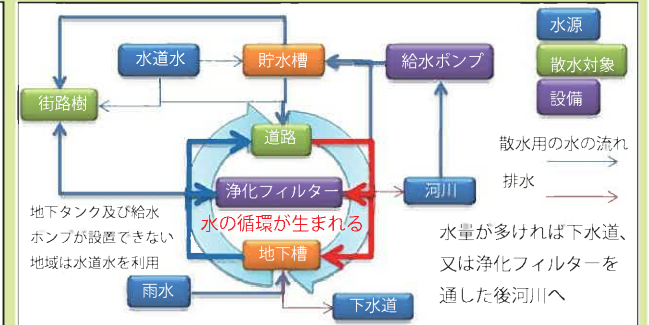 水源
水道水
貯水槽
給水ポンプ
散水対象
街路樹
設備
道路
散水用の水の流れ
浄化フィルター
河川
排水
地下タンク及び給水
ポンプが設置できない
地域は水道水を利用
水の循環が生まれる
地下槽
水量が多ければ下水道、
又は浄化フィルターを
通した後河川へ
雨水
下水道